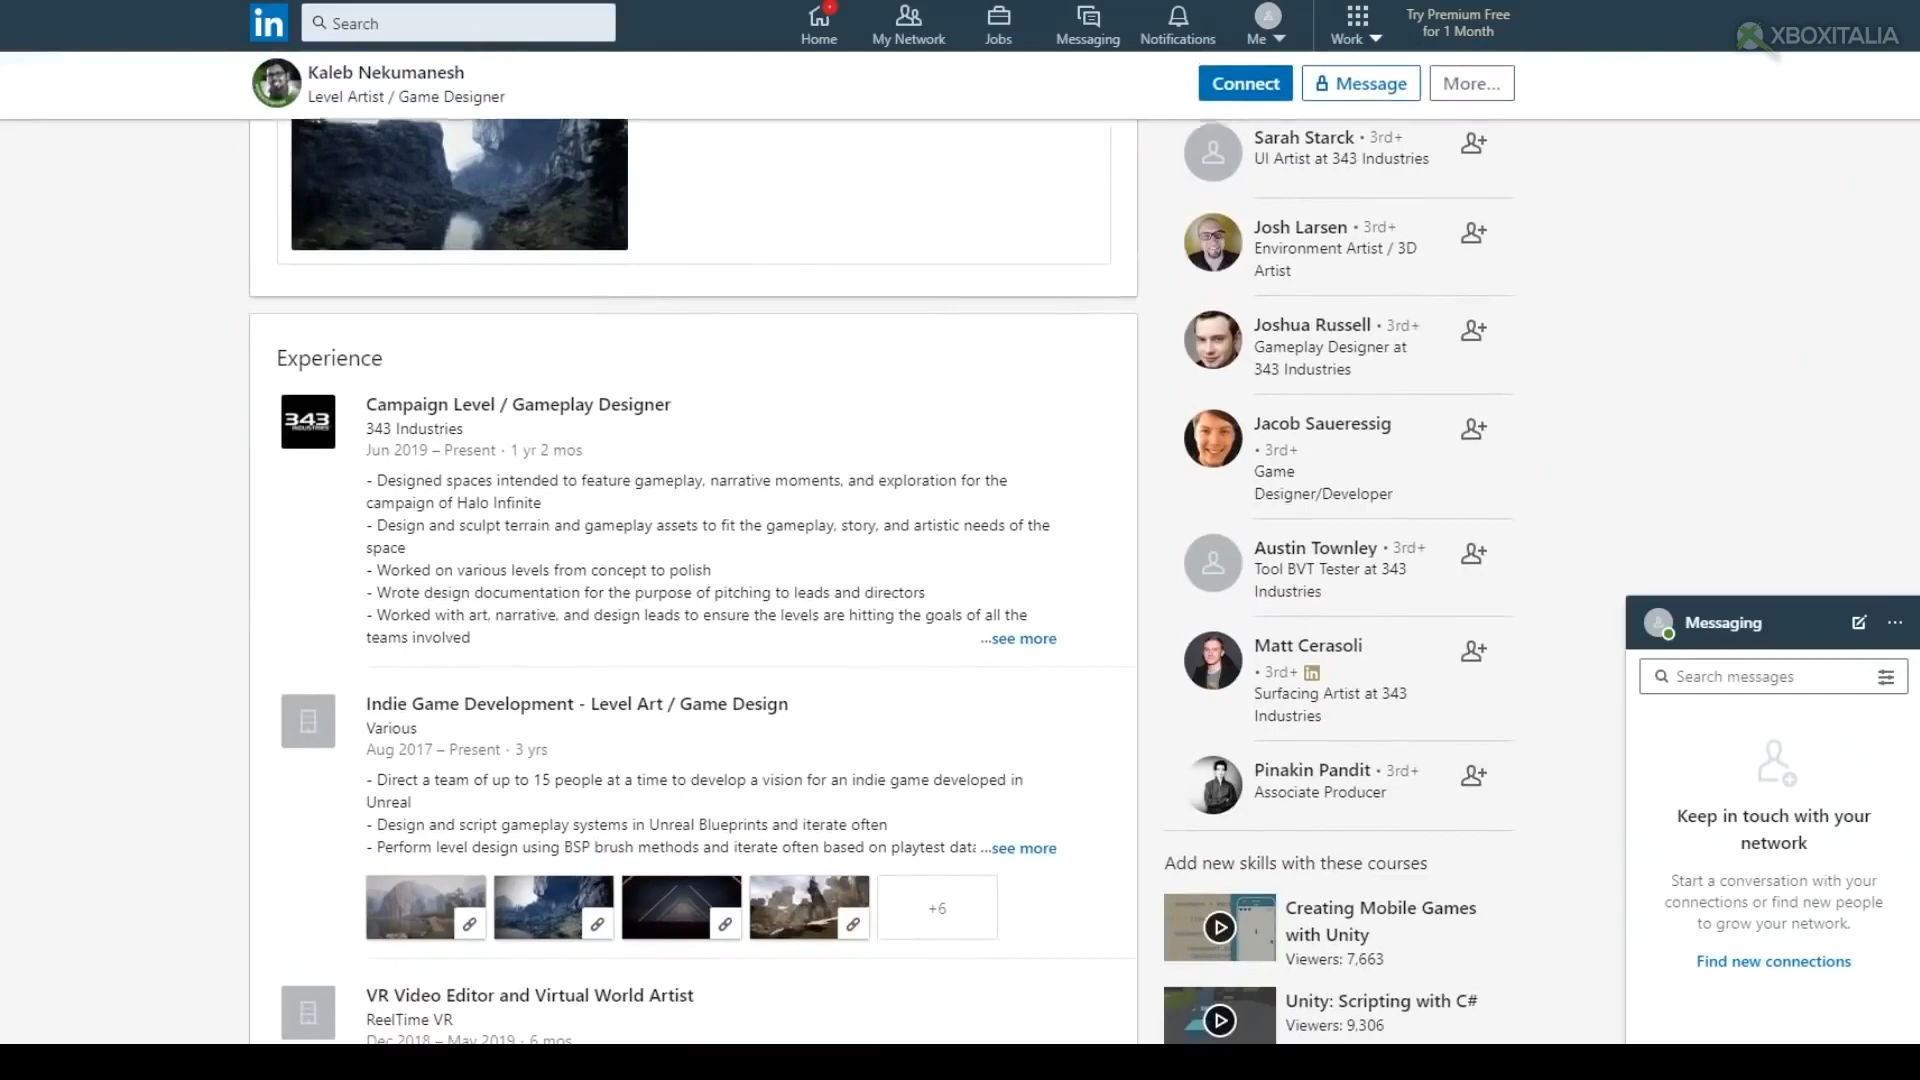 in
Search
Home
My Network
Jobs
Messaging
Notifications
Me
Work
Try Premium Free
for 1 Month
XBOXITALIA
Kaleb Nekumanesh
Level Artist / Game Designer
Connect
Message
More...
Experience
343
INDUSTRIES
Campaign Level / Gameplay Designer
343 Industries
Jun 2019 – Present · 1 yr 2 mos
- Designed spaces intended to feature gameplay, narrative moments, and exploration for the
campaign of Halo Infinite
- Design and sculpt terrain and gameplay assets to fit the gameplay, story, and artistic needs of the
space
- Worked on various levels from concept to polish
- Wrote design documentation for the purpose of pitching to leads and directors
- Worked with art, narrative, and design leads to ensure the levels are hitting the goals of all the
teams involved
...see more
Indie Game Development - Level Art / Game Design
Various
Aug 2017 – Present · 3 yrs
- Direct a team of up to 15 people at a time to develop a vision for an indie game developed in
Unreal
- Design and script gameplay systems in Unreal Blueprints and iterate often
- Perform level design using BSP brush methods and iterate often based on playtest data ...see more
+6
VR Video Editor and Virtual World Artist
ReelTime VR
Dec 2018 – May 2019 · 6 mos
Sarah Starck · 3rd+
UI Artist at 343 Industries
Josh Larsen · 3rd+
Environment Artist / 3D
Artist
Joshua Russell · 3rd+
Gameplay Designer at
343 Industries
Jacob Saueressig
· 3rd+
Game
Designer/Developer
Austin Townley · 3rd+
Tool BVT Tester at 343
Industries
Matt Cerasoli
· 3rd+ in
Surfacing Artist at 343
Industries
Pinakin Pandit · 3rd+
Associate Producer
Add new skills with these courses
Creating Mobile Games
with Unity
Viewers: 7,663
Unity: Scripting with C#
Viewers: 9,306
Messaging
Search messages
Keep in touch with your
network
Start a conversation with your
connections or find new people
to grow your network.
Find new connections